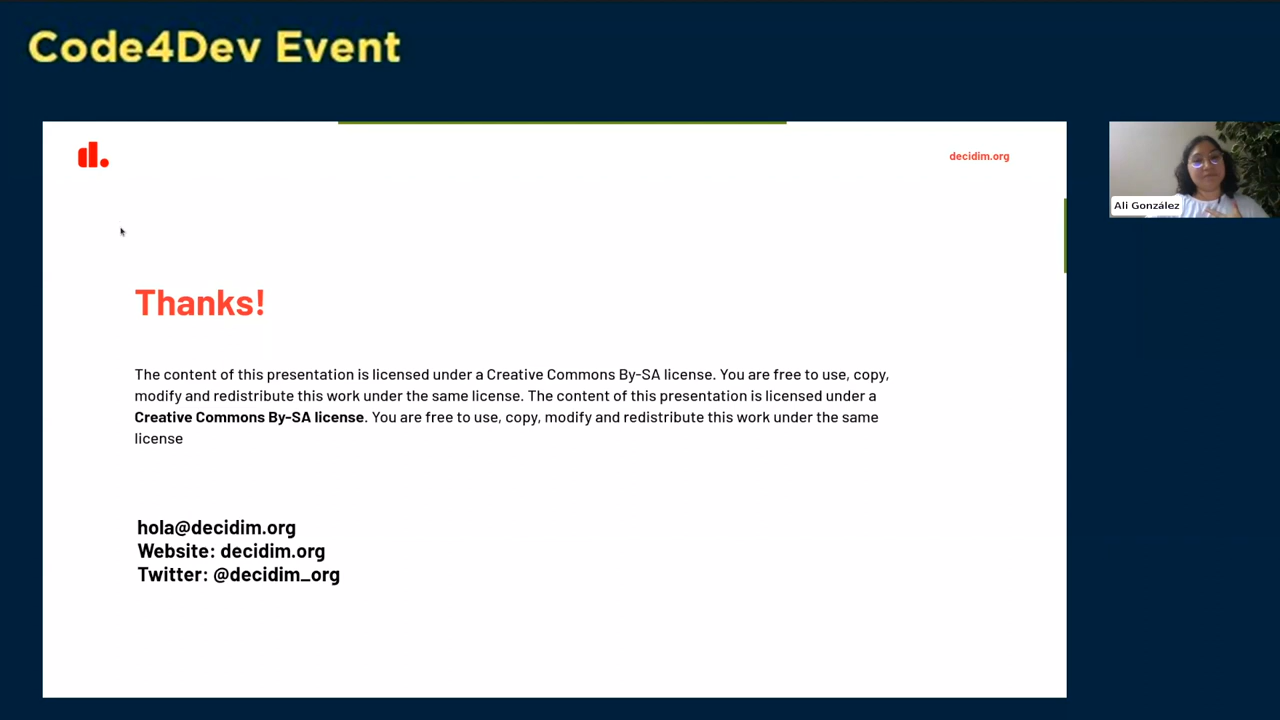 Code4Dev Event
d.
decidim.org
Ali González
Thanks!
The content of this presentation is licensed under a Creative Commons By-SA license. You are free to use, copy,
modify and redistribute this work under the same license. The content of this presentation is licensed under a
Creative Commons By-SA license. You are free to use, copy, modify and redistribute this work under the same
license
hola@decidim.org
Website: decidim.org
Twitter: @decidim_org